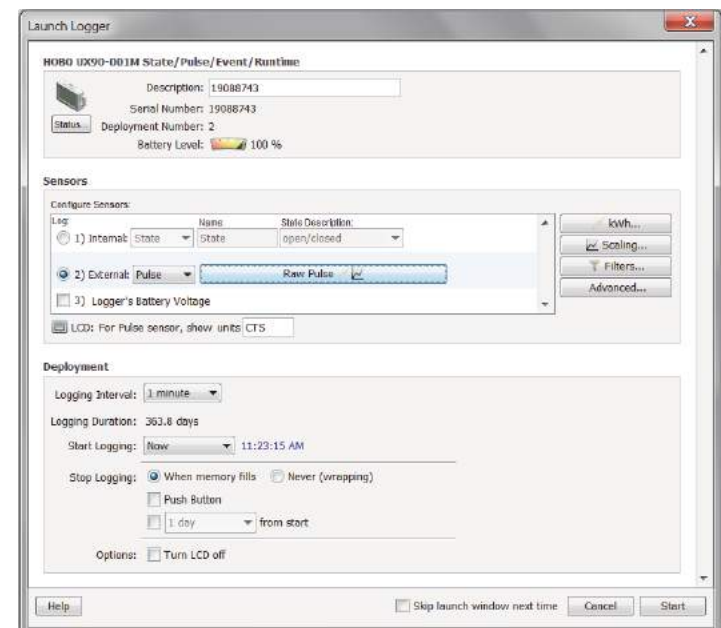 Launch Logger
HOBO UX90-001M State/Pulse/Event/Runtime
Description: 19088743
Serial Number: 19088743
Status... Deployment Number: 2
Battery Level: 100 %
Sensors
Configure Sensors:
Log: Name: State Description:
1) Internal: State State open/closed kWh...
Scaling...
2) External: Pulse Raw Pulse Filters...
3) Logger's Battery Voltage Advanced...
LCD: For Pulse sensor, show units CTS
Deployment
Logging Interval: 1 minute
Logging Duration: 363.8 days
Start Logging: Now 11:23:15 AM
Stop Logging: When memory fills Never (wrapping)
Push Button
1 day from start
Options: Turn LCD off
Help Skip launch window next time Cancel Start